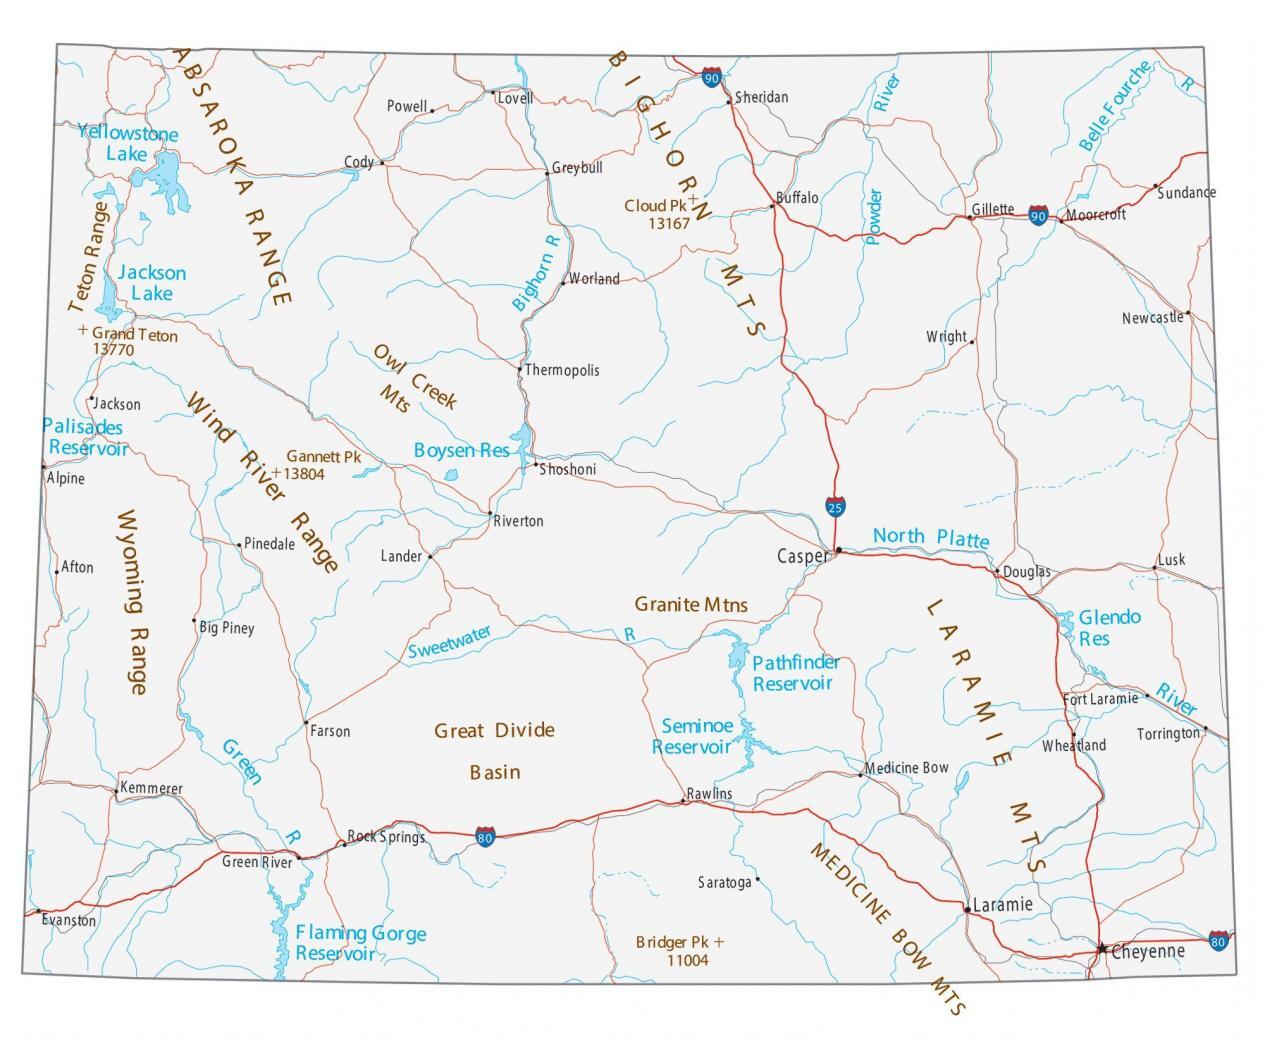 ABSAROKA RANGE
BIGHORN MTS
90
Sheridan
River
Belle Fourche
R
Powell
Lovell
Yellowstone
Lake
Cody
Greybull
Cloud Pk
13167
Buffalo
Powder
Gillette
90
Moorcroft
Sundance
Teton Range
Jackson
Lake
Bighorn R
Worland
Newcastle
Grand Teton
13770
Wright
Owl Creek
Mts
Thermopolis
Jackson
Wind River Range
Palisades
Reservoir
Gannett Pk
13804
Boysen Res
Shoshoni
Alpine
25
Riverton
Wyoming Range
Pinedale
Lander
Casper
North Platte
Douglas
Lusk
Afton
Granite Mtns
LARAMIE MTS
Glendo
Res
Big Piney
Sweetwater
R
Pathfinder
Reservoir
Fort Laramie
River
Farson
Great Divide
Basin
Seminoe
Reservoir
Wheatland
Torrington
Green
R
Medicine Bow
Kemmerer
Rawlins
Rock Springs
80
Green River
MEDICINE BOW MTS
Saratoga
Laramie
Evanston
Flaming Gorge
Reservoir
Bridger Pk
11004
80
Cheyenne